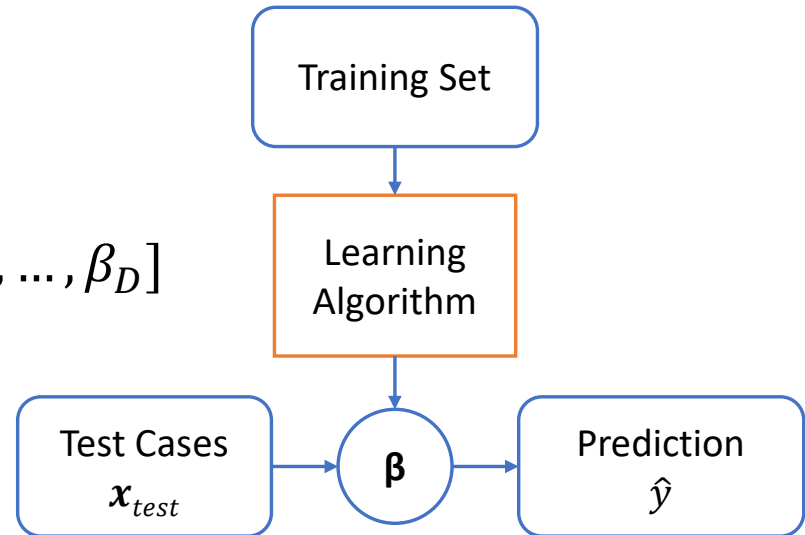 Training Set
, … , β_D]
Learning
Algorithm
Test Cases
x_test
β
Prediction
ŷ